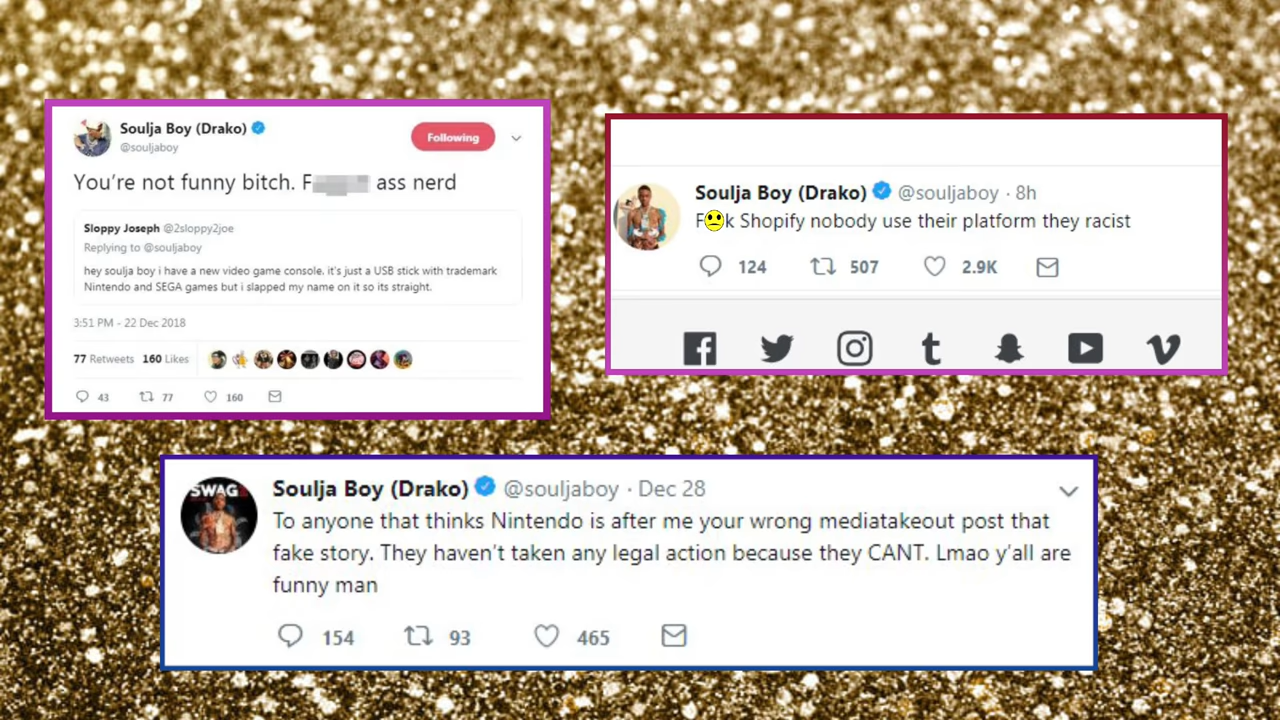 Soulja Boy (Drako)
@souljaboy
Following
You're not funny bitch. F ass nerd
Sloppy Joseph @2sloppy2joe
Replying to @souljaboy
hey soulja boy i have a new video game console. it's just a USB stick with trademark
Nintendo and SEGA games but i slapped my name on it so its straight.
3:51 PM - 22 Dec 2018
77 Retweets 160 Likes
43 77 160
Soulja Boy (Drako) @souljaboy · 8h
F k Shopify nobody use their platform they racist
124 507 2.9K
SWAG
Soulja Boy (Drako) @souljaboy · Dec 28
To anyone that thinks Nintendo is after me your wrong mediatakeout post that
fake story. They haven't taken any legal action because they CANT. Lmao y'all are
funny man
154 93 465